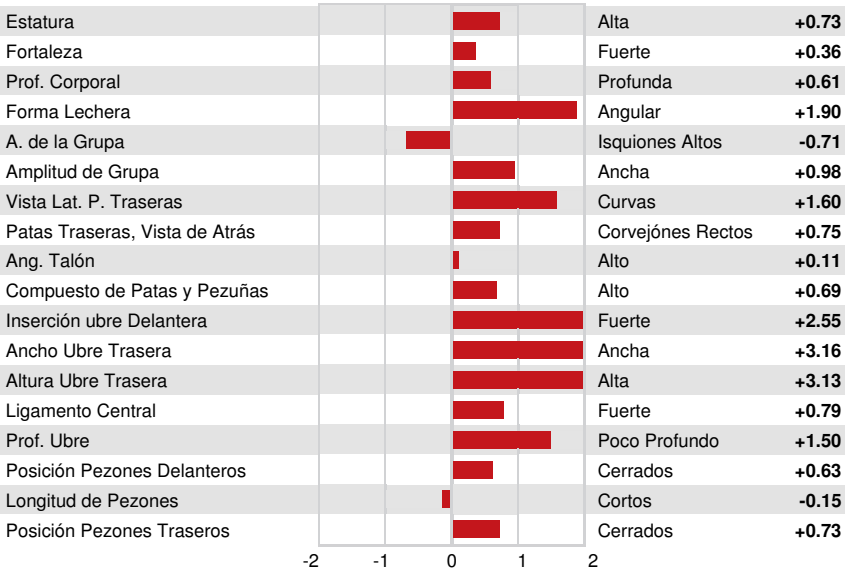 Estatura Alta +0.73
Fortaleza Fuerte +0.36
Prof. Corporal Profunda +0.61
Forma Lechera Angular +1.90
A. de la Grupa Isquiones Altos -0.71
Amplitud de Grupa Ancha +0.98
Vista Lat. P. Traseras Curvas +1.60
Patas Traseras, Vista de Atrás Corvejónes Rectos +0.75
Ang. Talón Alto +0.11
Compuesto de Patas y Pezuñas Alto +0.69
Inserción ubre Delantera Fuerte +2.55
Ancho Ubre Trasera Ancha +3.16
Altura Ubre Trasera Alta +3.13
Ligamento Central Fuerte +0.79
Prof. Ubre Poco Profundo +1.50
Posición Pezones Delanteros Cerrados +0.63
Longitud de Pezones Cortos -0.15
Posición Pezones Traseros Cerrados +0.73
-2 -1 0 1 2